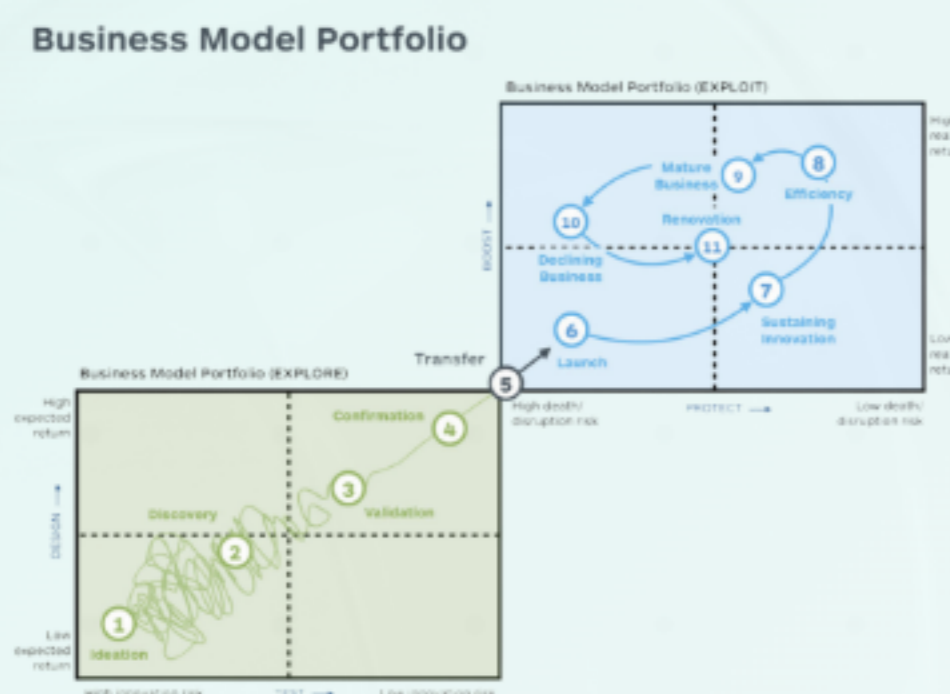 Business Model Portfolio
Business Model Portfolio (EXPLOIT)
BOOST
Mature
Business
9
8
Efficiency
10
Renovation
11
Declining
Business
7
Sustaining
Innovation
6
Launch
Transfer
5
High death/
disruption risk
PROTECT
Low death/
disruption risk
Business Model Portfolio (EXPLORE)
High
expected
return
DESIGN
Low
expected
return
Confirmation
4
3
Validation
Discovery
2
1
Ideation
TEST